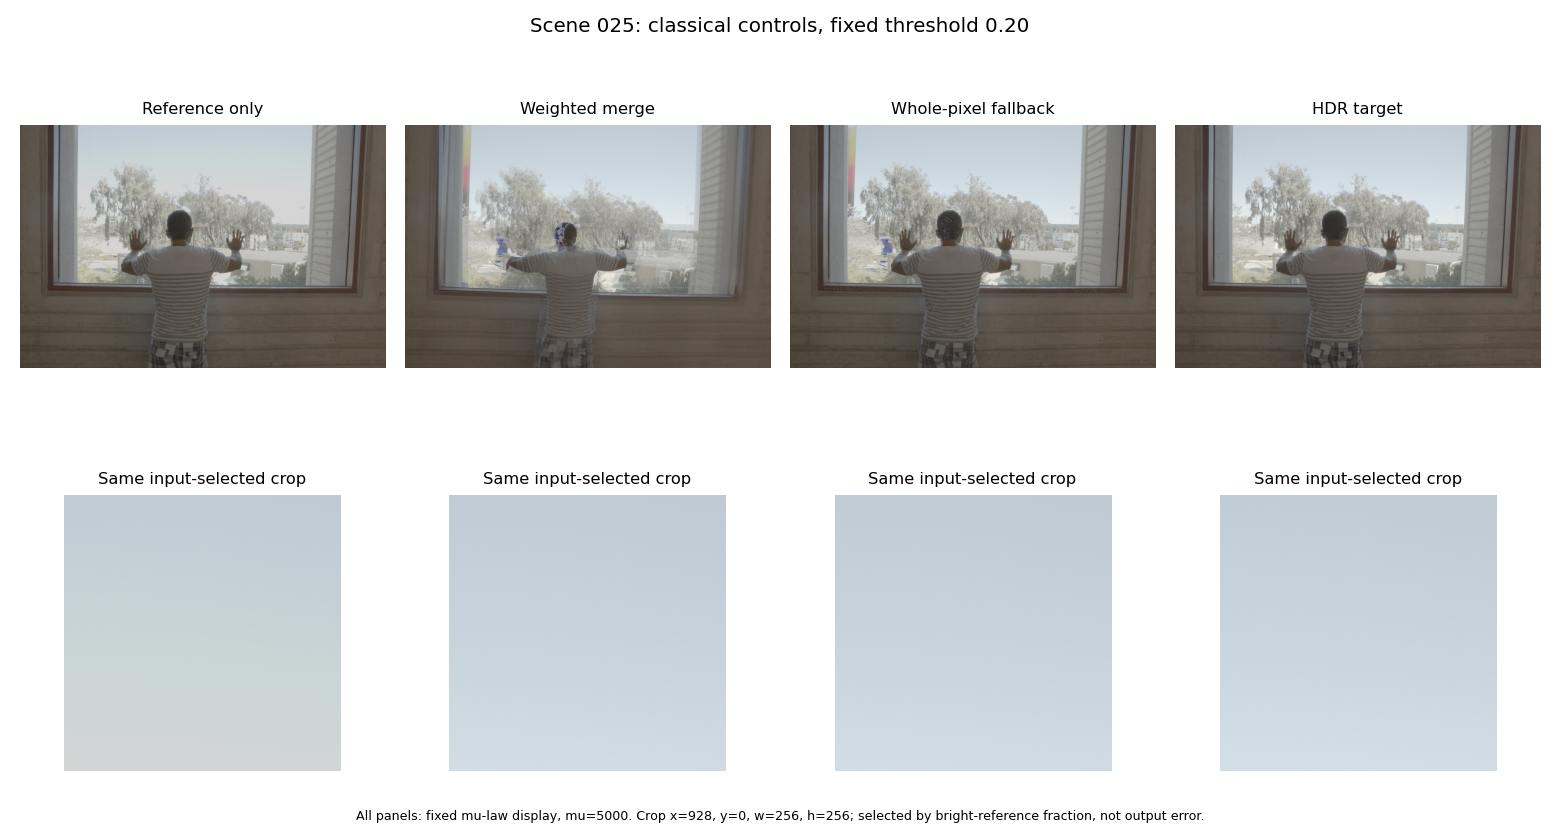 Scene 025: classical controls, fixed threshold 0.20
Reference only
Weighted merge
Whole-pixel fallback
HDR target
Same input-selected crop
Same input-selected crop
Same input-selected crop
Same input-selected crop
All panels: fixed mu-law display, mu=5000. Crop x=928, y=0, w=256, h=256; selected by bright-reference fraction, not output error.